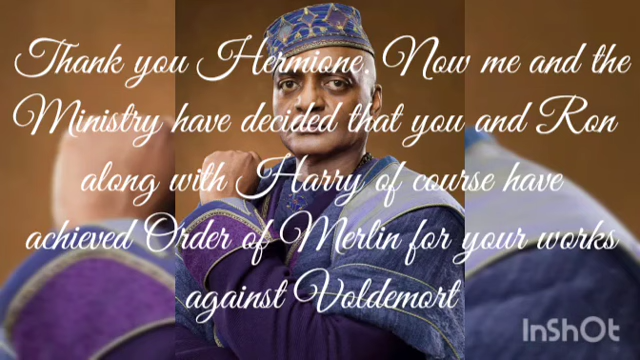 Thank you Hermione. Now me and the
Ministry have decided that you and Ron
along with Harry of course have
achieved Order of Merlin for your works
against Voldemort
InShOt